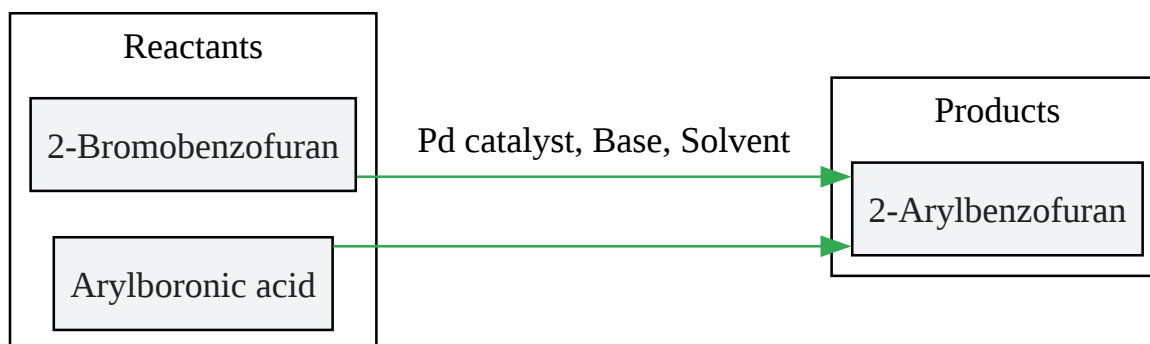 Reactants
2-Bromobenzofuran
Arylboronic acid
Pd catalyst, Base, Solvent
Products
2-Arylbenzofuran